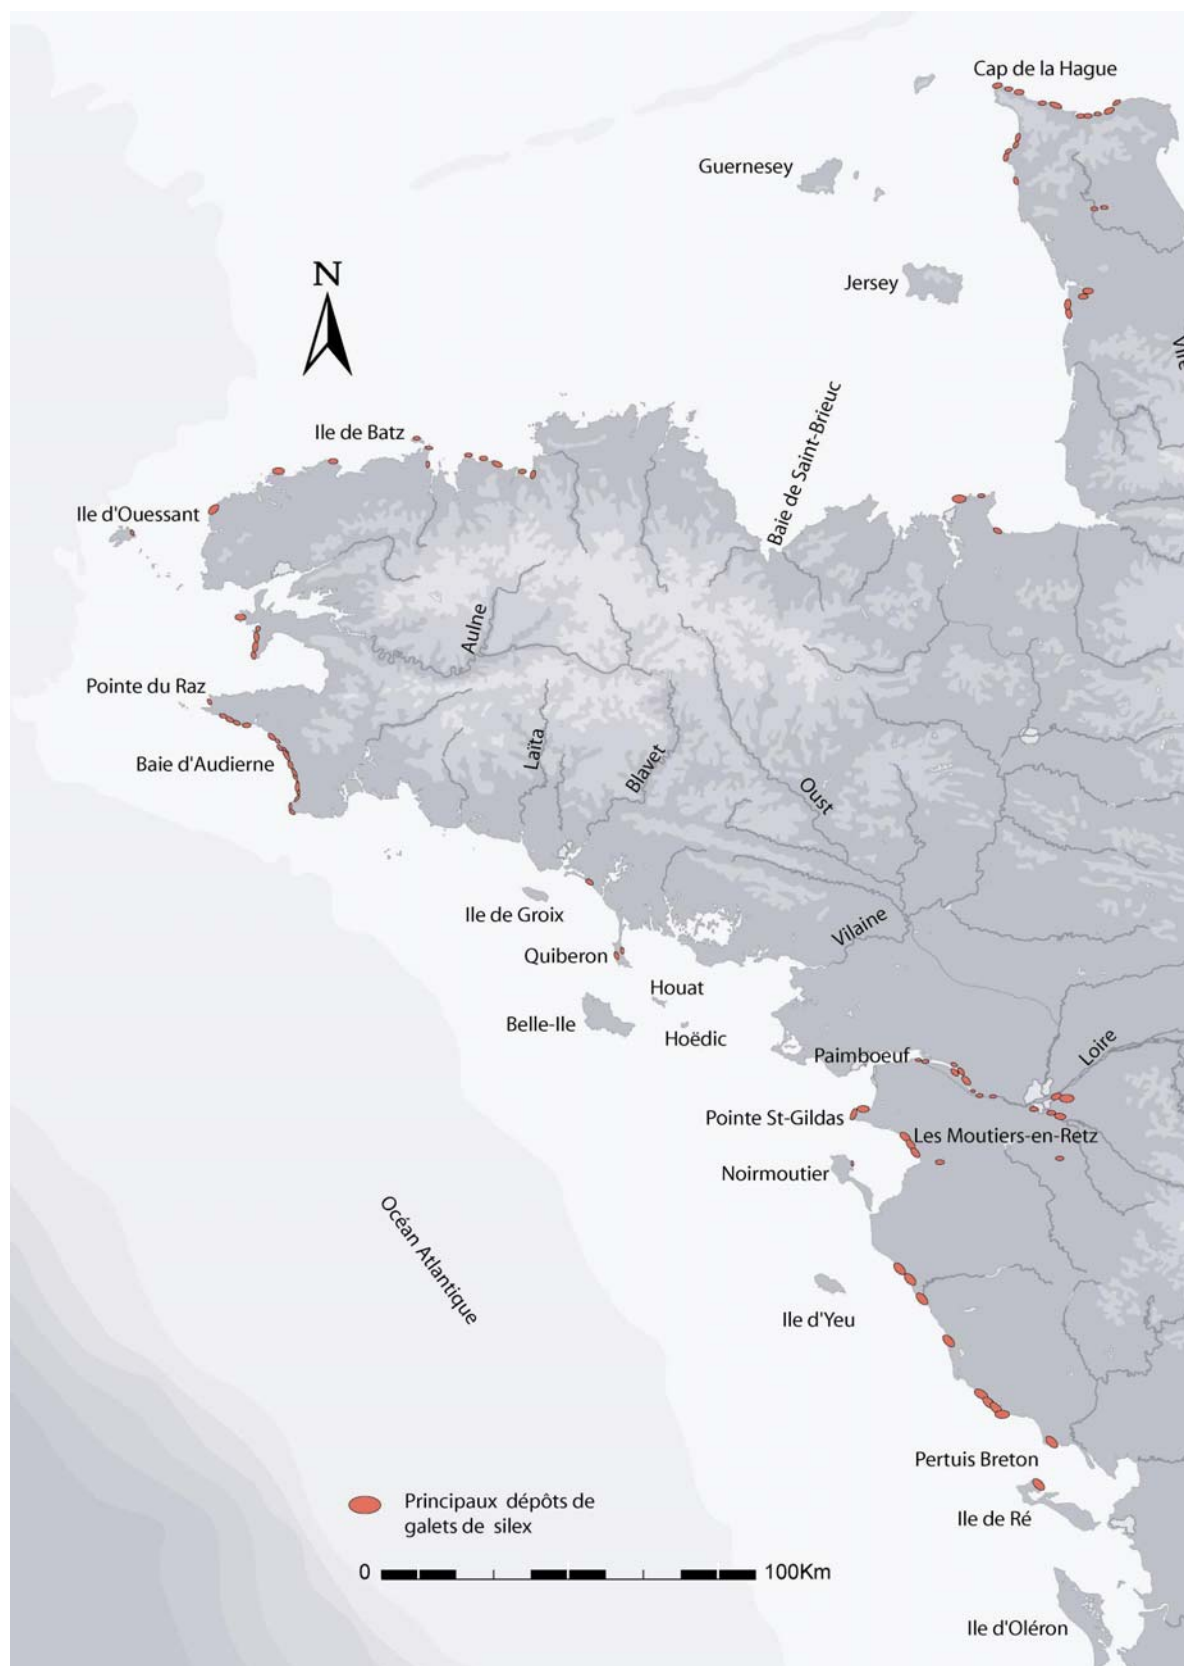 Cap de la Hague
Guernesey
N
Jersey
Ile de Batz
Baie de Saint-Brieuc
Ile d'Ouessant
Aulne
Pointe du Raz
Laïta
Blavet
Baie d'Audierne
Oust
Ile de Groix
Vilaine
Quiberon
Houat
Belle-Ile
Hoëdic
Paimboeuf
Loire
Pointe St-Gildas
Les Moutiers-en-Retz
Noirmoutier
Océan Atlantique
Ile d'Yeu
Pertuis Breton
Principaux dépôts de
galets de silex
Ile de Ré
0
100Km
Ile d'Oléron